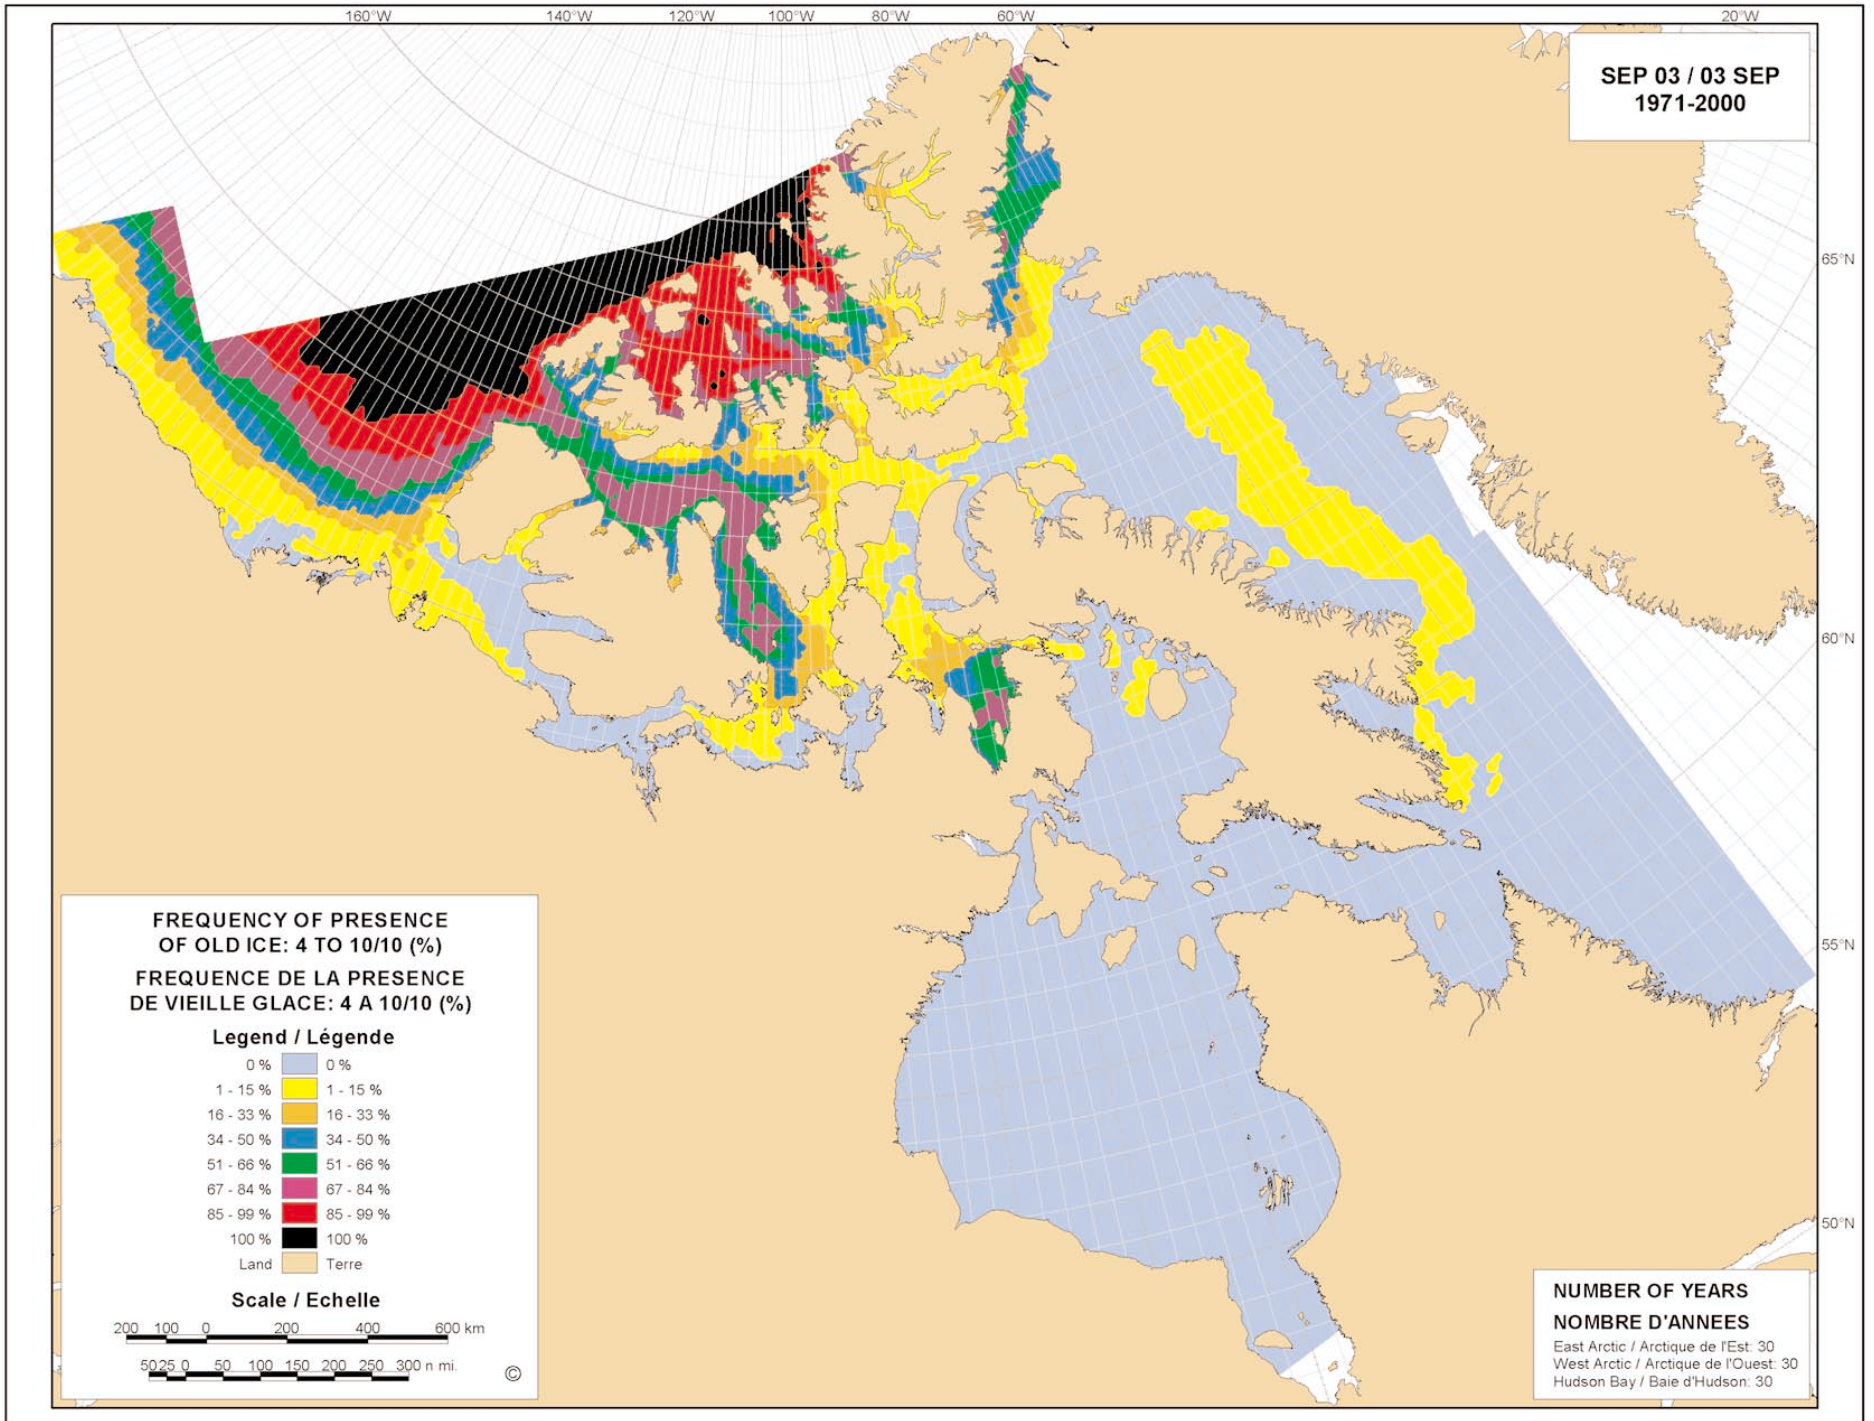 160°W 140°W 120°W 100°W 80°W 60°W 20°W
SEP 03 / 03 SEP
1971-2000
65°N
60°N
55°N
50°N
FREQUENCY OF PRESENCE
OF OLD ICE: 4 TO 10/10 (%)
FREQUENCE DE LA PRESENCE
DE VIEILLE GLACE: 4 A 10/10 (%)
Legend / Légende
0 % 0 %
1 - 15 % 1 - 15 %
16 - 33 % 16 - 33 %
34 - 50 % 34 - 50 %
51 - 66 % 51 - 66 %
67 - 84 % 67 - 84 %
85 - 99 % 85 - 99 %
100 % 100 %
Land Terre
Scale / Echelle
200 100 0 200 400 600 km
50 25 0 50 100 150 200 250 300 n mi.
©
NUMBER OF YEARS
NOMBRE D'ANNEES
East Arctic / Arctique de l'Est: 30
West Arctic / Arctique de l'Ouest: 30
Hudson Bay / Baie d'Hudson: 30